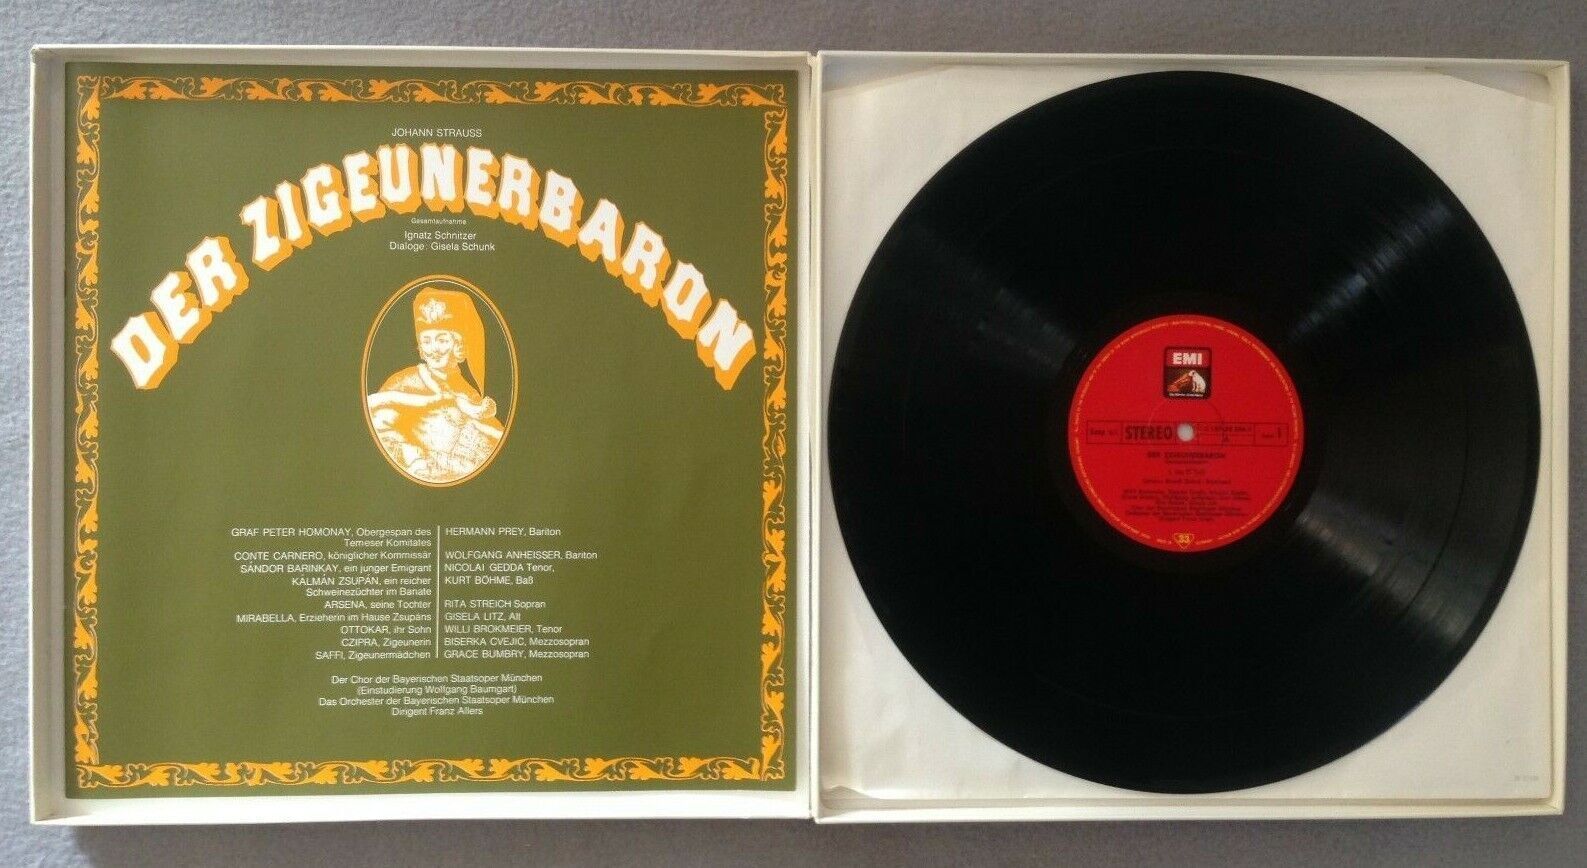 JOHANN STRAUSS
DER ZIGEUNERBARON
Gesamtaufnahme
Ignatz Schnitzer
Dialoge: Gisela Schunk
GRAF PETER HOMONAY, Obergespan des HERMANN PREY, Bariton
Temeser Komitates
CONTE CARNERO, königlicher Kommissär WOLFGANG ANHEISSER, Bariton
SÁNDOR BARINKAY, ein junger Emigrant NICOLAI GEDDA Tenor,
KÁLMÁN ZSUPÁN, ein reicher KURT BÖHME, Baß
Schweinezüchter im Banate
ARSENA, seine Tochter RITA STREICH Sopran
MIRABELLA, Erzieherin im Hause Zsupáns GISELA LITZ, Alt
OTTOKAR, ihr Sohn WILLI BROKMEIER, Tenor
CZIPRA, Zigeunerin BISERKA CVEJIC, Mezzosopran
SAFFI, Zigeunermädchen GRACE BUMBRY, Mezzosopran
Der Chor der Bayerischen Staatsoper München
(Einstudierung Wolfgang Baumgart)
Das Orchester der Bayerischen Staatsoper München
Dirigent Franz Allers
EMI
STEREO
DER ZIGEUNERBARON
33